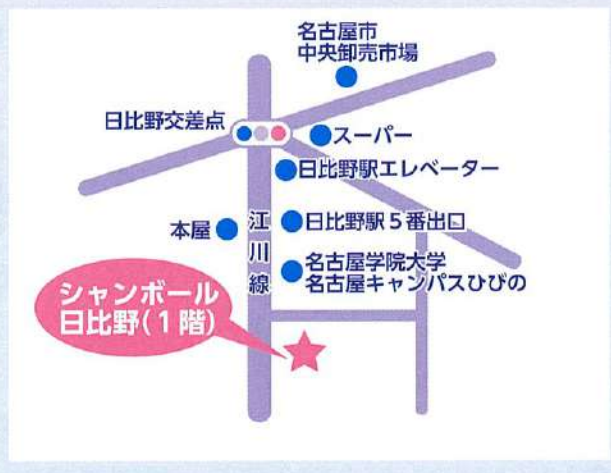 名古屋市
中央卸売市場
日比野交差点
スーパー
日比野駅エレベーター
本屋
江川線
日比野駅5番出口
名古屋学院大学
名古屋キャンパスひびの
シャンボール
日比野(1階)